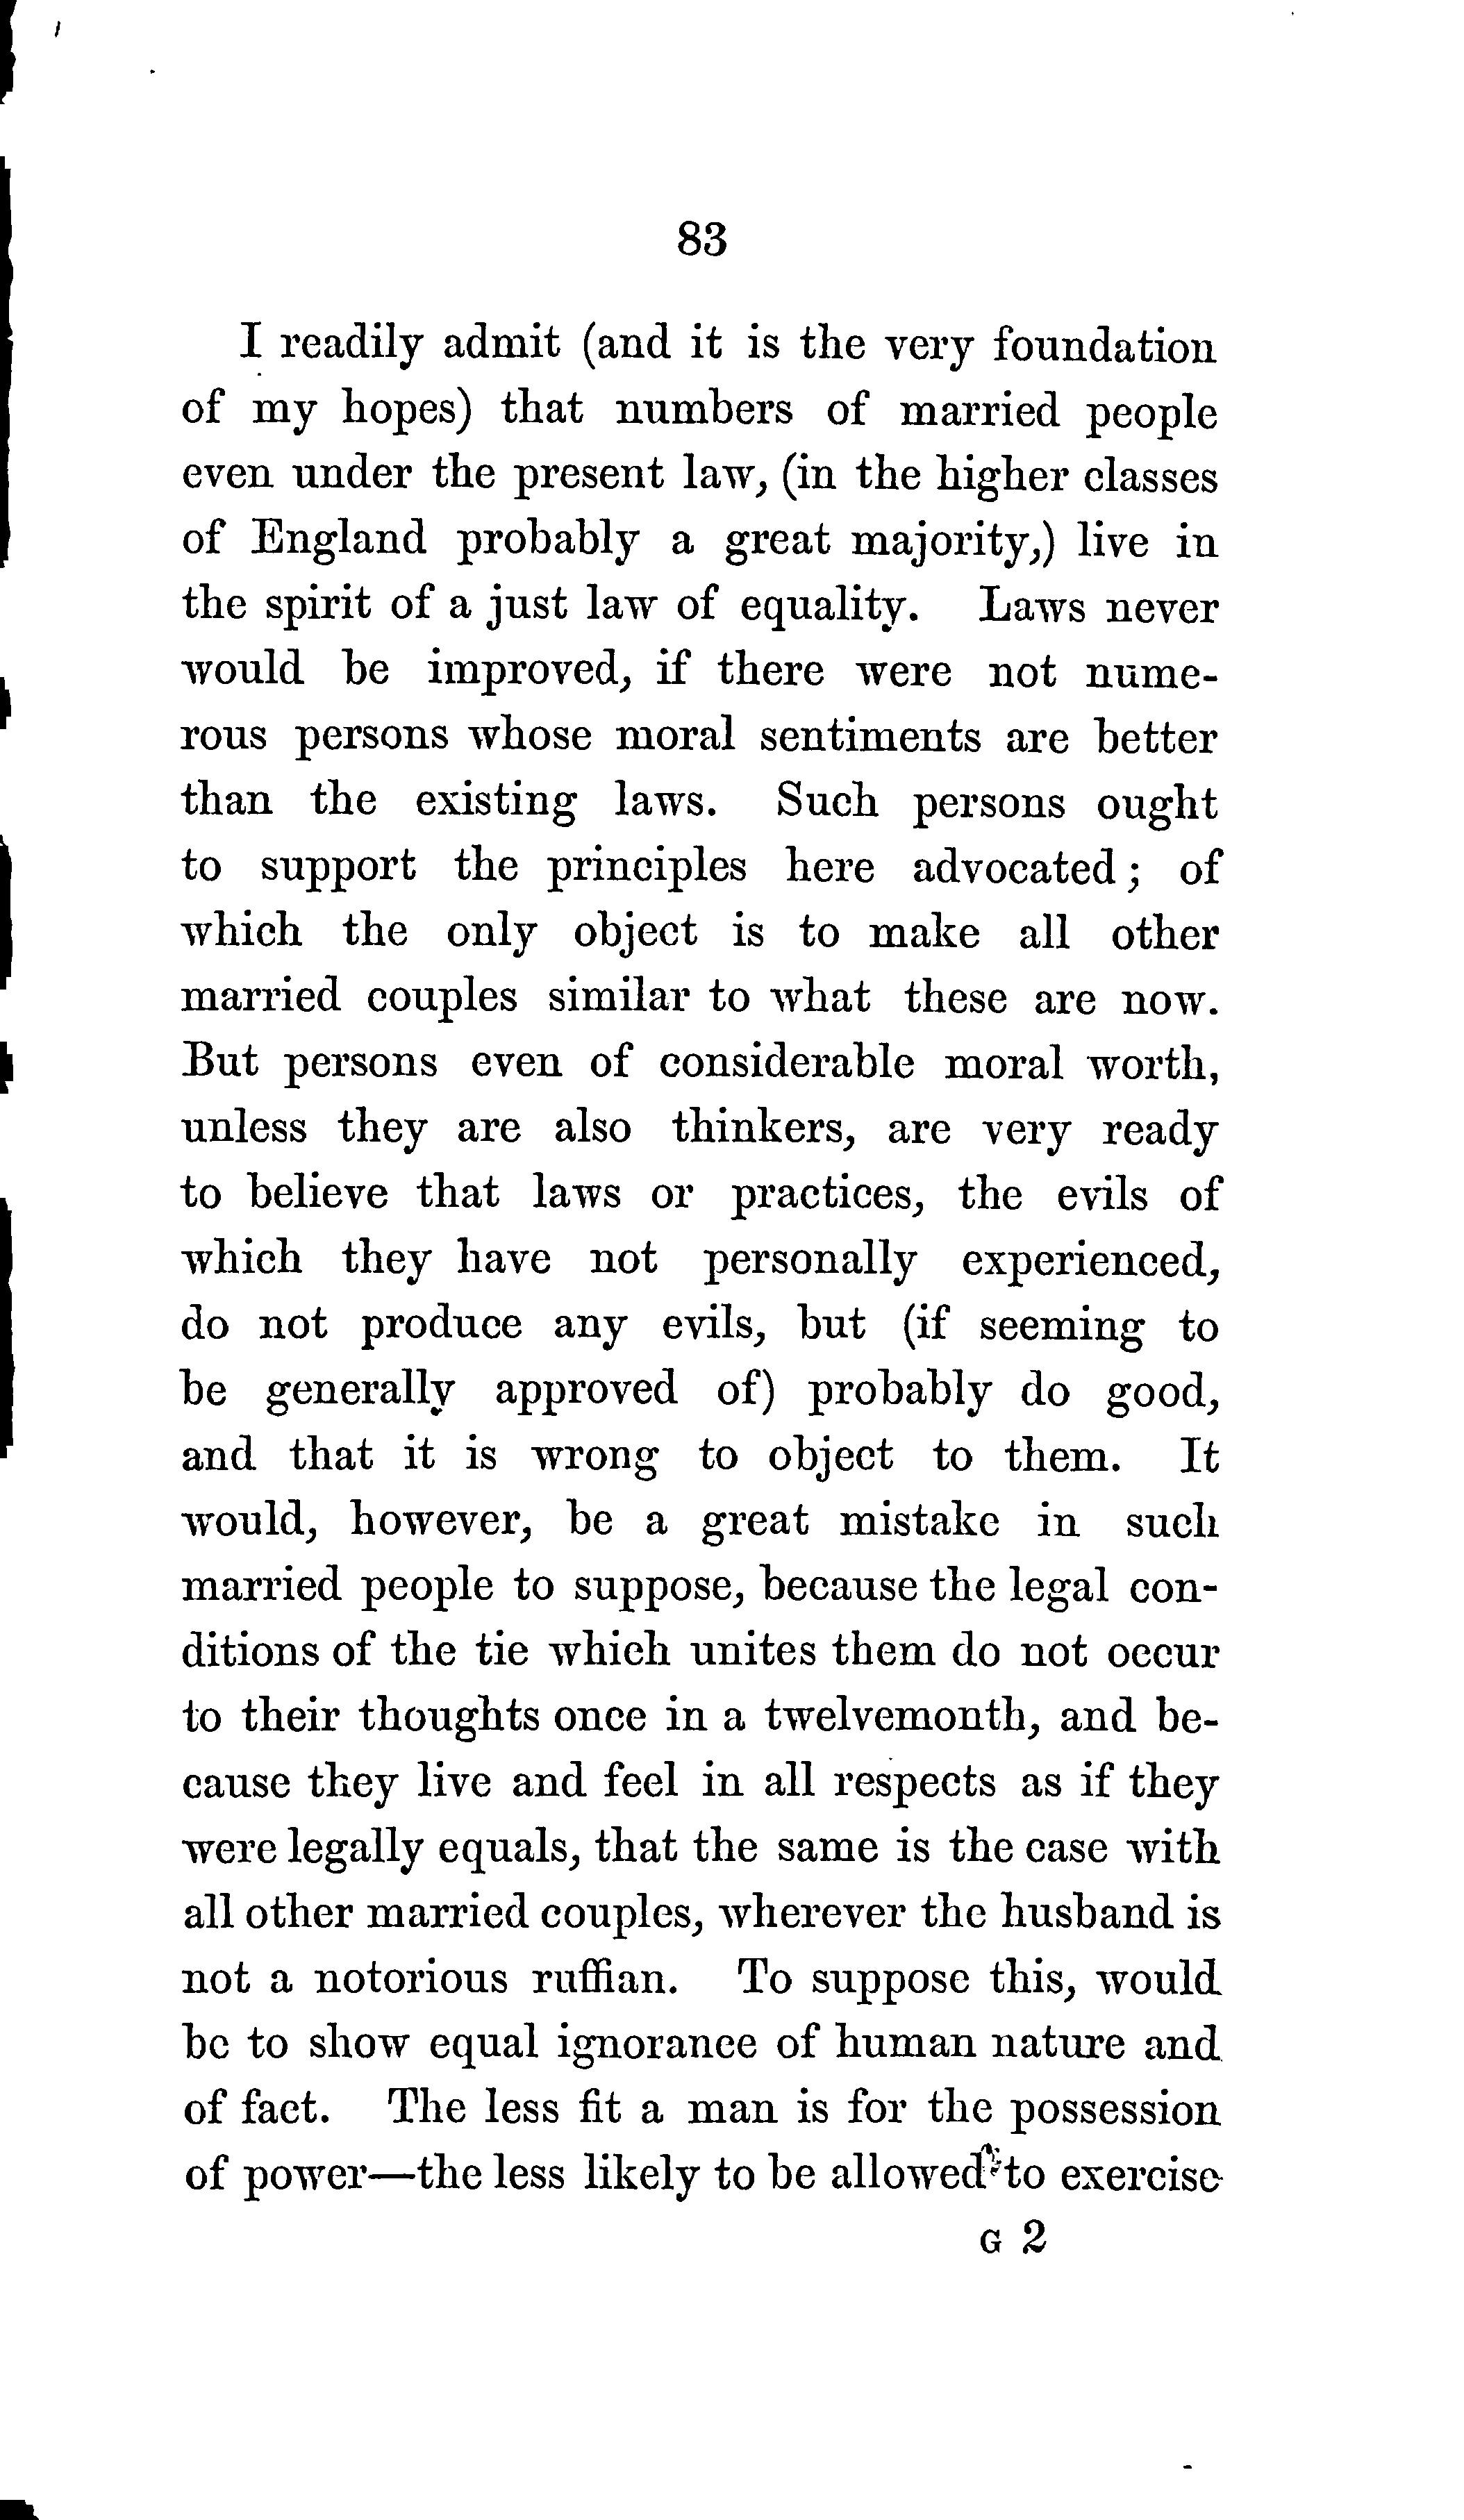 83
I readily admit (and it is the very foundation
of my hopes) that numbers of married people
even under the present law, (in the higher classes
of England probably a great majority,) live in
the spirit of a just law of equality. Laws never
would be improved, if there were not nume-
rous persons whose moral sentiments are better
than the existing laws. Such persons ought
to support the principles here advocated; of
which the only object is to make all other
married couples similar to what these are now.
But persons even of considerable moral worth,
unless they are also thinkers, are very ready
to believe that laws or practices, the evils of
which they have not personally experienced,
do not produce any evils, but (if seeming to
be generally approved of) probably do good,
and that it is wrong to object to them. It
would, however, be a great mistake in such
married people to suppose, because the legal con-
ditions of the tie which unites them do not occur
to their thoughts once in a twelvemonth, and be-
cause they live and feel in all respects as if they
were legally equals, that the same is the case with
all other married couples, wherever the husband is
not a notorious ruffian. To suppose this, would
be to show equal ignorance of human nature and
of fact. The less fit a man is for the possession
of power—the less likely to be allowed to exercise
G 2